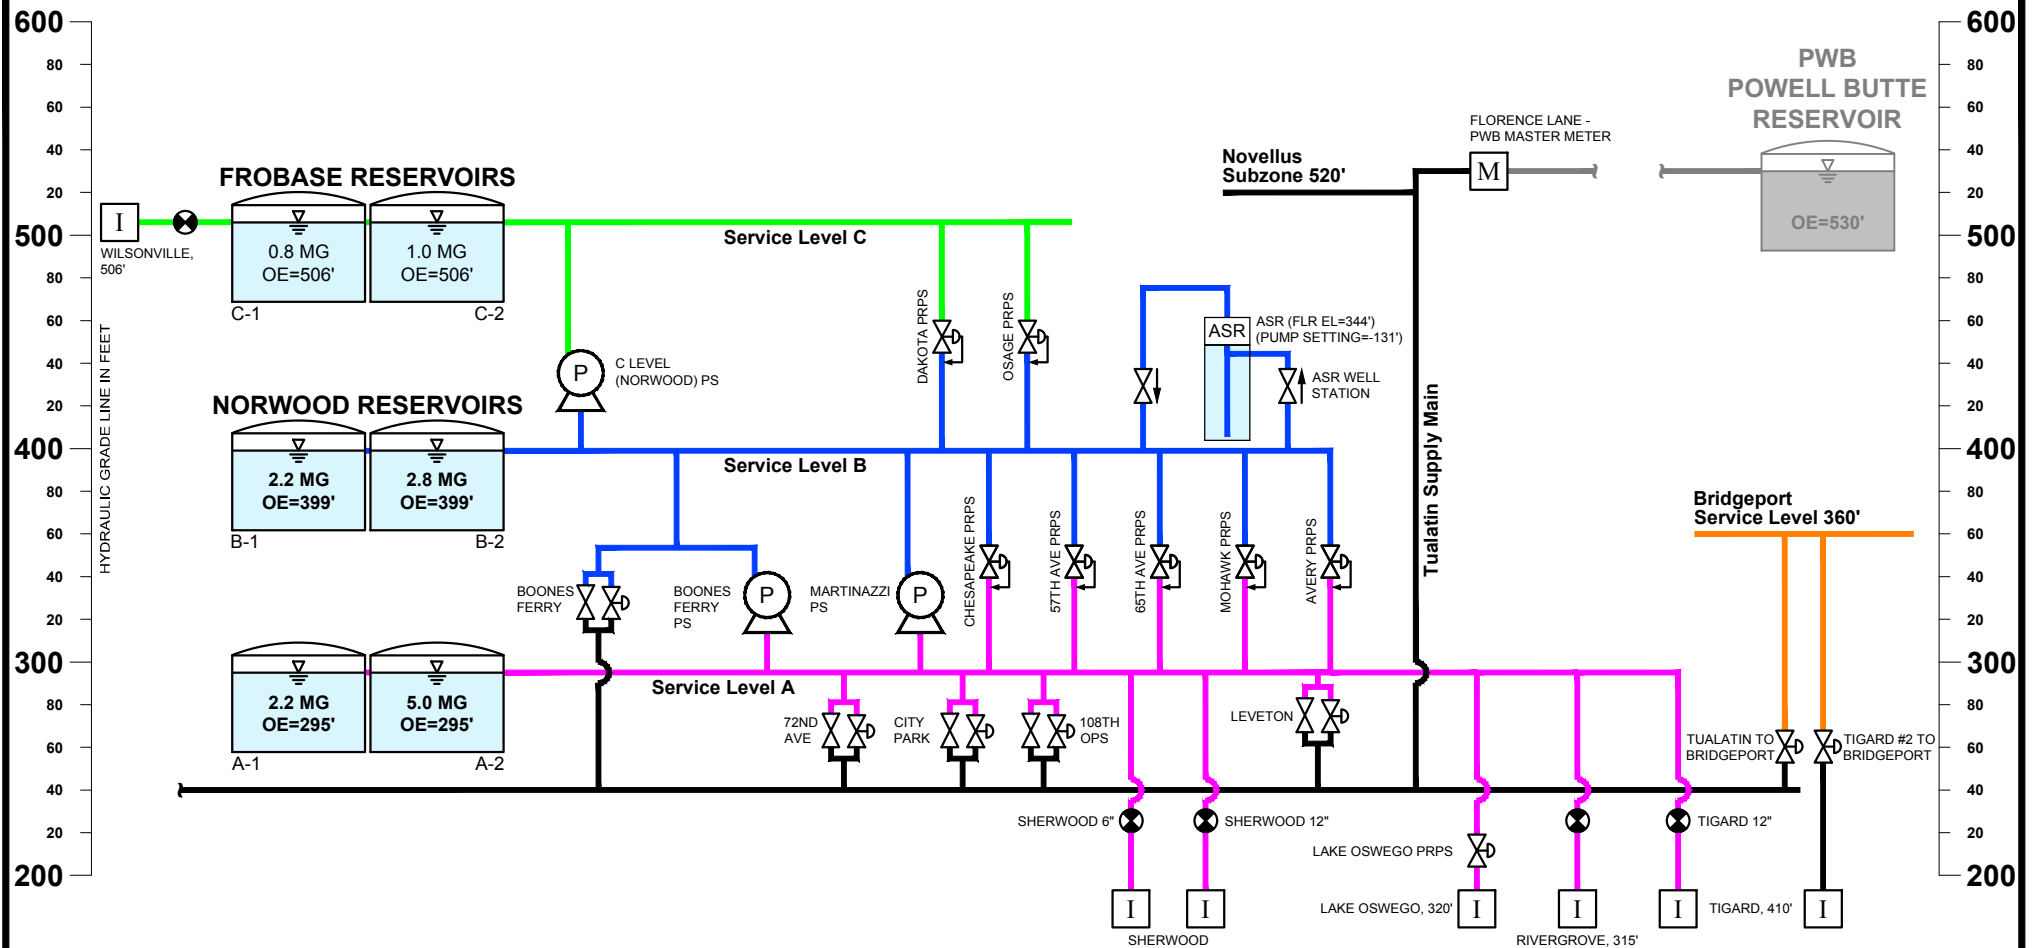 600
80
60
40
20
500
80
60
40
20
400
80
60
40
20
300
80
60
40
20
200
HYDRAULIC GRADE LINE IN FEET
I
WILSONVILLE,
506'
FROBASE RESERVOIRS
0.8 MG
OE=506'
1.0 MG
OE=506'
C-1
C-2
Service Level C
P
C LEVEL
(NORWOOD) PS
DAKOTA PRPS
OSAGE PRPS
ASR
ASR (FLR EL=344')
(PUMP SETTING=-131')
ASR WELL
STATION
Novellus
Subzone 520'
FLORENCE LANE -
PWB MASTER METER
M
PWB
POWELL BUTTE
RESERVOIR
OE=530'
Tualatin Supply Main
NORWOOD RESERVOIRS
2.2 MG
OE=399'
2.8 MG
OE=399'
B-1
B-2
Service Level B
BOONES
FERRY
BOONES
FERRY
PS
P
MARTINAZZI
PS
P
CHESAPEAKE PRPS
57TH AVE PRPS
65TH AVE PRPS
MOHAWK PRPS
AVERY PRPS
Bridgeport
Service Level 360'
2.2 MG
OE=295'
5.0 MG
OE=295'
A-1
A-2
Service Level A
72ND
AVE
CITY
PARK
108TH
OPS
LEVETON
TUALATIN TO
BRIDGEPORT
TIGARD #2 TO
BRIDGEPORT
SHERWOOD 6"
SHERWOOD 12"
LAKE OSWEGO PRPS
TIGARD 12"
I
I
SHERWOOD
LAKE OSWEGO, 320'
I
I
RIVERGROVE, 315'
I
TIGARD, 410'
I
600
80
60
40
20
500
80
60
40
20
400
80
60
40
20
300
80
60
40
20
200